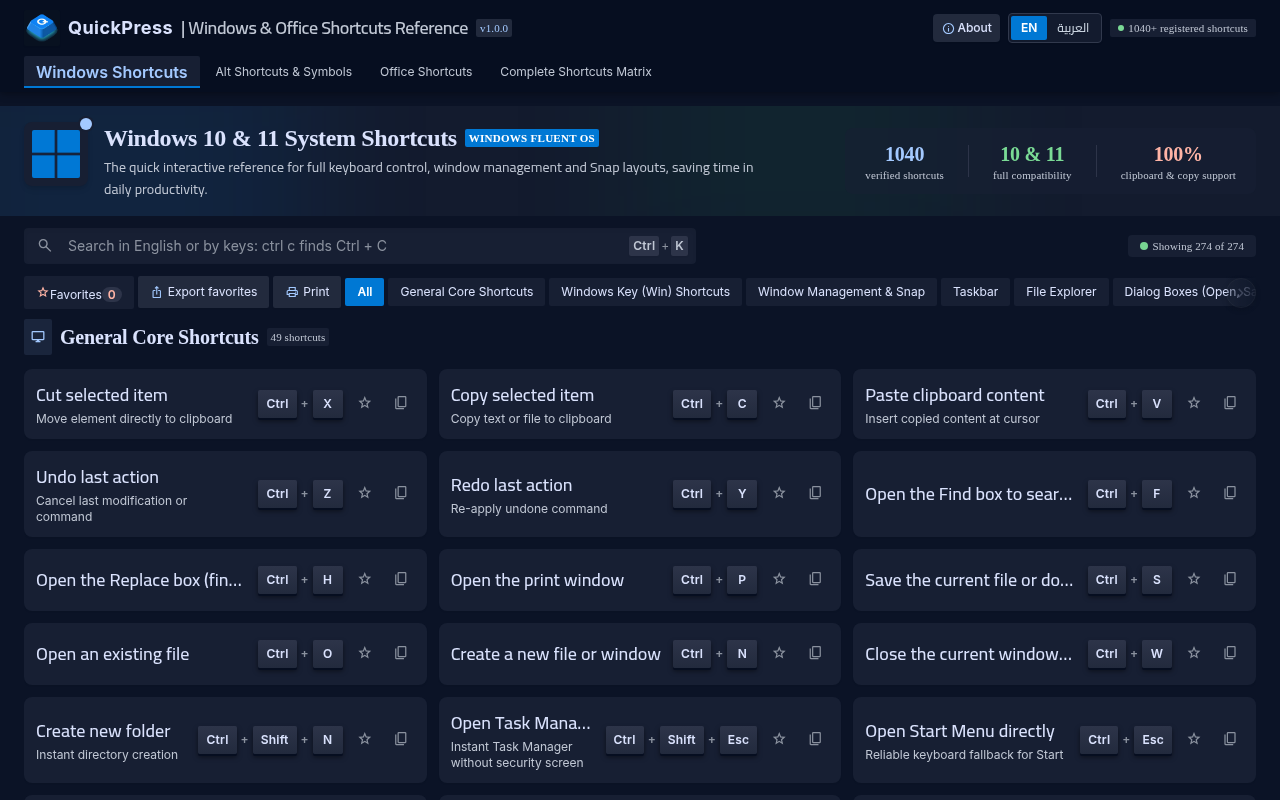 QuickPress | Windows & Office Shortcuts Reference v1.0.0
About EN العربية 1040+ registered shortcuts
Windows Shortcuts Alt Shortcuts & Symbols Office Shortcuts Complete Shortcuts Matrix
Windows 10 & 11 System Shortcuts WINDOWS FLUENT OS
The quick interactive reference for full keyboard control, window management and Snap layouts, saving time in
daily productivity.
1040 10 & 11 100%
verified shortcuts full compatibility clipboard & copy support
Search in English or by keys: ctrl c finds Ctrl + C Ctrl + K
Showing 274 of 274
Favorites 0 Export favorites Print All General Core Shortcuts Windows Key (Win) Shortcuts Window Management & Snap Taskbar File Explorer Dialog Boxes (Open,
General Core Shortcuts 49 shortcuts
Cut selected item
Move element directly to clipboard
Ctrl + X
Copy selected item
Copy text or file to clipboard
Ctrl + C
Paste clipboard content
Insert copied content at cursor
Ctrl + V
Undo last action
Cancel last modification or
command
Ctrl + Z
Redo last action
Re-apply undone command
Ctrl + Y
Open the Find box to sear... Ctrl + F
Open the Replace box (fin... Ctrl + H
Open the print window Ctrl + P
Save the current file or do... Ctrl + S
Open an existing file Ctrl + O
Create a new file or window Ctrl + N
Close the current window... Ctrl + W
Create new folder
Instant directory creation
Ctrl + Shift + N
Open Task Mana...
Instant Task Manager
without security screen
Ctrl + Shift + Esc
Open Start Menu directly
Reliable keyboard fallback for Start
Ctrl + Esc